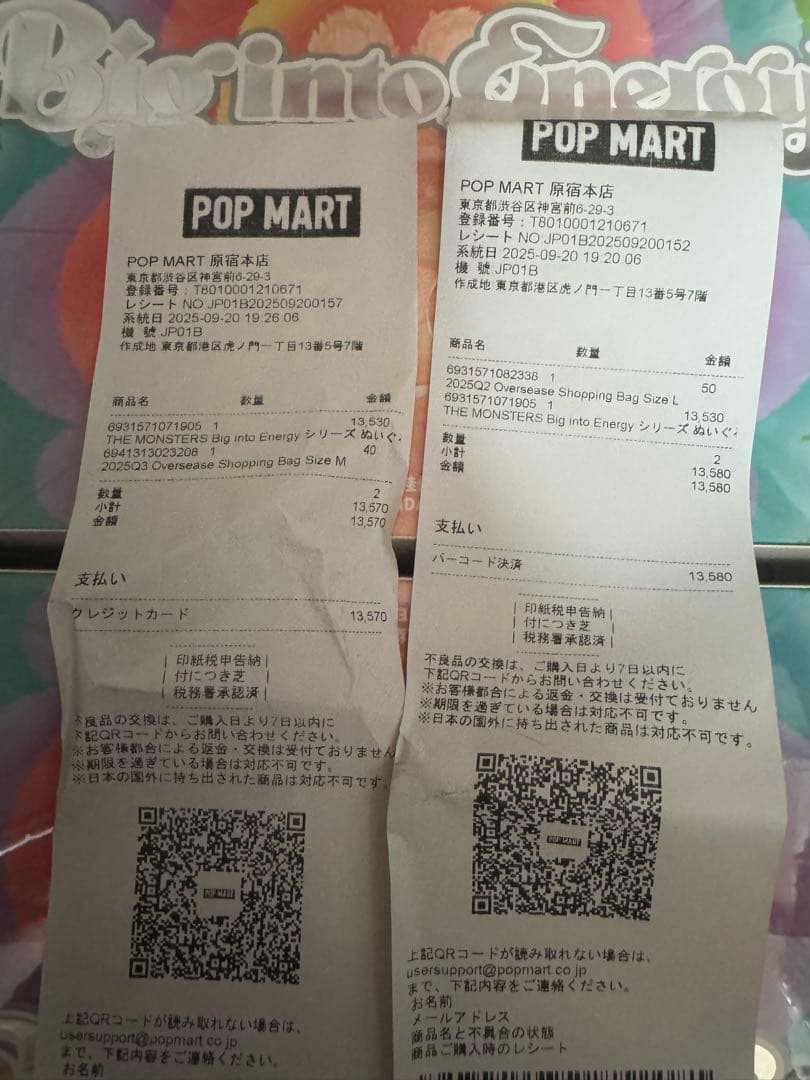 Big into Energy
POP MART
POP MART 原宿本店
東京都渋谷区神宮前6-29-3
登録番号：T8010001210671
レシート NO JP01B202509200157
系統日 2025-09-20 19:26:06
機 號 JP01B
作成地 東京都港区虎ノ門一丁目13番5号7階
商品名 数量 金額
6931571071905 1 13,530
THE MONSTERS Big into Energy シリーズ ぬいぐ
6941313023208 1 40
2025Q3 Oversease Shopping Bag Size M
数量 2
小計 13,570
金額 13,570
支払い
クレジットカード 13,570
印紙税申告納
付につき芝
税務署承認済
不良品の交換は、ご購入日より7日以内に
下記QRコードからお問い合わせください。
※お客様都合による返金・交換は受付ておりません
※期限を過ぎている場合は対応不可です。
※日本の国外に持ち出された商品は対応不可です。
POP MART
上記QRコードが読み取れない場合は、
usersupport@popmart.co.jp
まで、下記内容をご連絡ください。
お名前
POP MART
POP MART 原宿本店
東京都渋谷区神宮前6-29-3
登録番号：T8010001210671
レシート NO JP01B202509200152
系統日 2025-09-20 19:20:06
機 號 JP01B
作成地 東京都港区虎ノ門一丁目13番5号7階
商品名 数量 金額
6931571082338 1 50
2025Q2 Oversease Shopping Bag Size L
6931571071905 1 13,530
THE MONSTERS Big into Energy シリーズ ぬいぐ
数量 2
小計 13,580
金額 13,580
支払い
バーコード決済 13,580
印紙税申告納
付につき芝
税務署承認済
不良品の交換は、ご購入日より7日以内に
下記QRコードからお問い合わせください。
※お客様都合による返金・交換は受付ておりません
※期限を過ぎている場合は対応不可です。
※日本の国外に持ち出された商品は対応不可です。
POP MART
上記QRコードが読み取れない場合は、
usersupport@popmart.co.jp
まで、下記内容をご連絡ください。
お名前
メールアドレス
商品名と不具合の状態
商品ご購入時のレシート